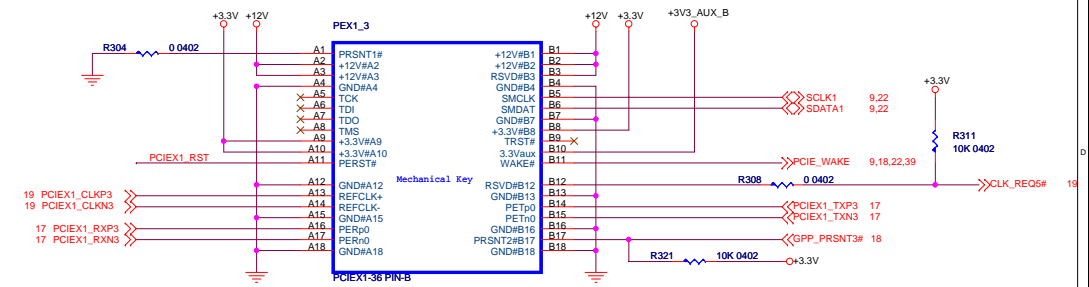 +3.3V +12V PEX1_3 +12V +3.3V +3V3_AUX_B
R304 0 0402 A1 PRSNT1# +12V#B1 B1
A2 +12V#A2 +12V#B2 B2
A3 +12V#A3 RSVD#B3 B3
A4 GND#A4 GND#B4 B4
A5 TCK SMCLK B5 SCLK1 9,22
A6 TDI SMDAT B6 SDATA1 9,22
A7 TDO GND#B7 B7
A8 TMS +3.3V#B8 B8
A9 +3.3V#A9 TRST# B9
A10 +3.3V#A10 3.3Vaux B10
PCIEX1_RST A11 PERST# WAKE# B11 PCIE_WAKE 9,18,22,39
+3.3V
R311
10K 0402
D
Mechanical Key
A12 GND#A12 RSVD#B12 B12 R308 0 0402 CLK_REQ5# 19
19 PCIEX1_CLKP3 A13 REFCLK+ GND#B13 B13
19 PCIEX1_CLKN3 A14 REFCLK- PETp0 B14 PCIEX1_TXP3 17
A15 GND#A15 PETn0 B15 PCIEX1_TXN3 17
17 PCIEX1_RXP3 A16 PERp0 GND#B16 B16
17 PCIEX1_RXN3 A17 PERn0 PRSNT2#B17 B17 GPP_PRSNT3# 18
A18 GND#A18 GND#B18 B18
R321 10K 0402 +3.3V
PCIEX1-36 PIN-B